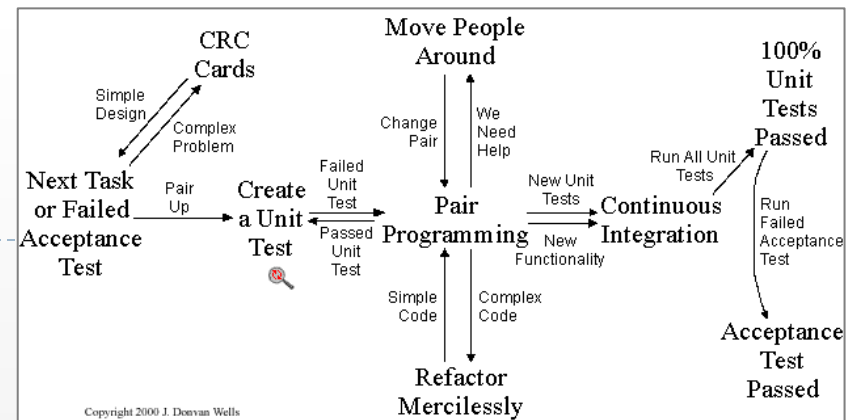 CRC
Cards
Simple
Design
Complex
Problem
Next Task
or Failed
Acceptance
Test
Pair
Up
Create
a Unit
Test
Failed
Unit
Test
Passed
Unit
Test
Move People
Around
Change
Pair
We
Need
Help
Pair
Programming
Simple
Code
Complex
Code
Refactor
Mercilessly
New Unit
Tests
New
Functionality
Continuous
Integration
Run All Unit
Tests
100%
Unit
Tests
Passed
Run
Failed
Acceptance
Test
Acceptance
Test
Passed
Copyright 2000 J. Donvan Wells